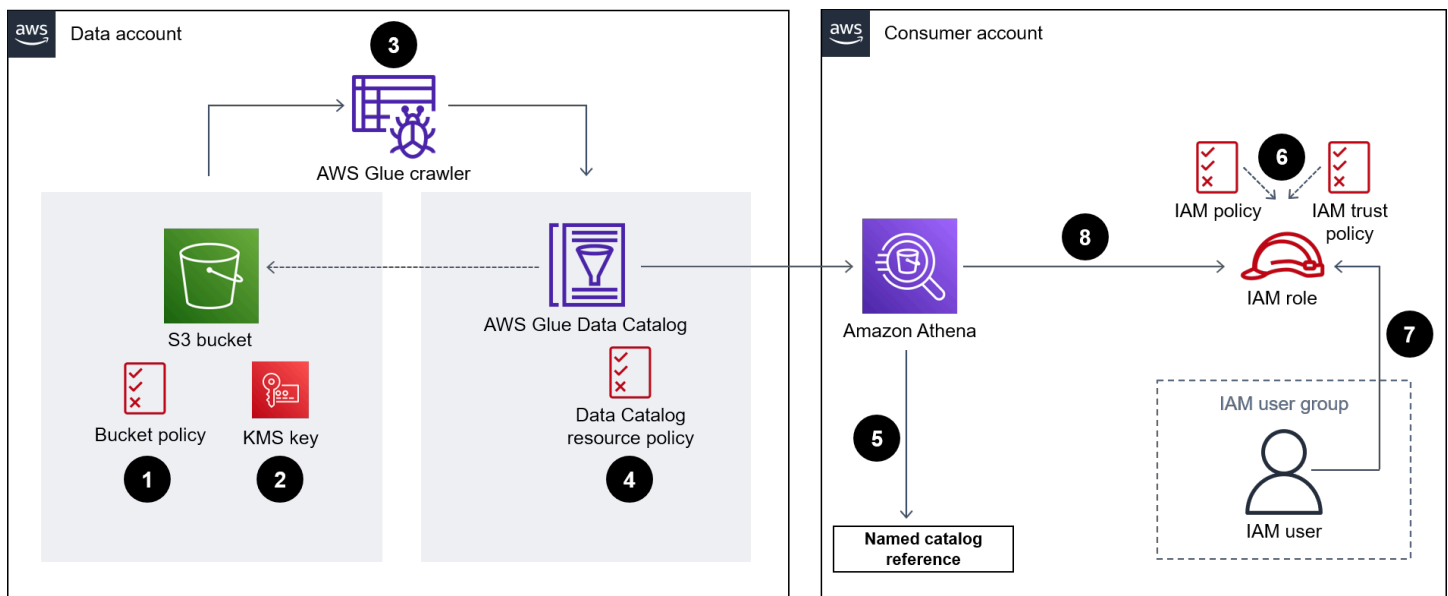 aws
Data account
3
AWS Glue crawler
S3 bucket
Bucket policy
1
KMS key
2
AWS Glue Data Catalog
Data Catalog
resource policy
4
aws
Consumer account
6
IAM policy
IAM trust
policy
8
IAM role
Amazon Athena
7
5
IAM user group
IAM user
Named catalog
reference